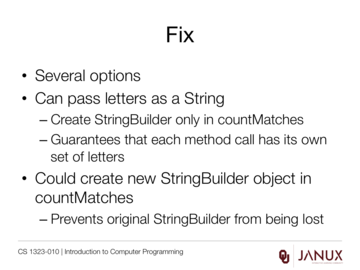 Fix
• Several options
• Can pass letters as a String
– Create StringBuilder only in countMatches
– Guarantees that each method call has its own
set of letters
• Could create new StringBuilder object in
countMatches
– Prevents original StringBuilder from being lost
CS 1323-010 | Introduction to Computer Programming
JANUX